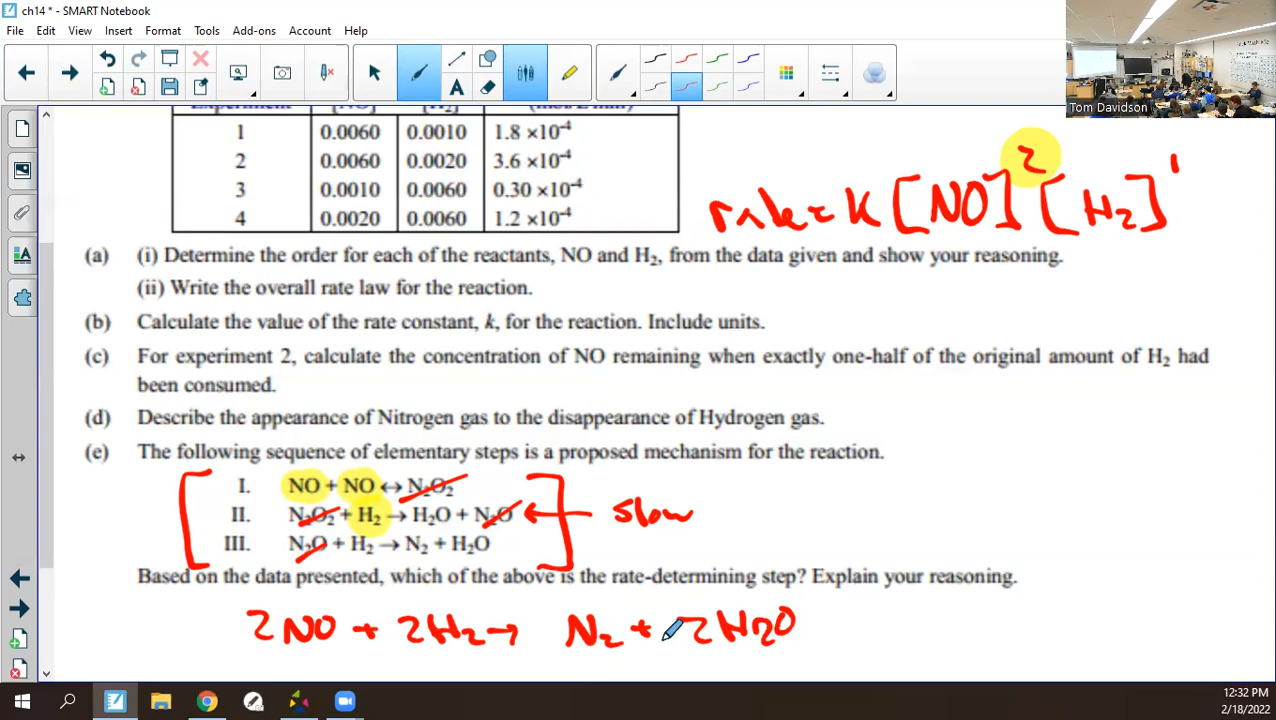 ch14 * - SMART Notebook
File Edit View Insert Format Tools Add-ons Account Help
Tom Davidson
Experiment [NO] [H₂] (mol/L·min)
1 0.0060 0.0010 1.8 ×10⁻⁴
2 0.0060 0.0020 3.6 ×10⁻⁴
3 0.0010 0.0060 0.30 ×10⁻⁴
4 0.0020 0.0060 1.2 ×10⁻⁴
rate = k [NO]² [H₂]¹
(a) (i) Determine the order for each of the reactants, NO and H₂, from the data given and show your reasoning.
(ii) Write the overall rate law for the reaction.
(b) Calculate the value of the rate constant, k, for the reaction. Include units.
(c) For experiment 2, calculate the concentration of NO remaining when exactly one-half of the original amount of H₂ had
been consumed.
(d) Describe the appearance of Nitrogen gas to the disappearance of Hydrogen gas.
(e) The following sequence of elementary steps is a proposed mechanism for the reaction.
I. NO + NO ↔ N₂O₂
II. N₂O₂ + H₂ → H₂O + N₂O
slow
III. N₂O + H₂ → N₂ + H₂O
Based on the data presented, which of the above is the rate-determining step? Explain your reasoning.
2NO + 2H₂ → N₂ + 2H₂O
12:32 PM
2/18/2022